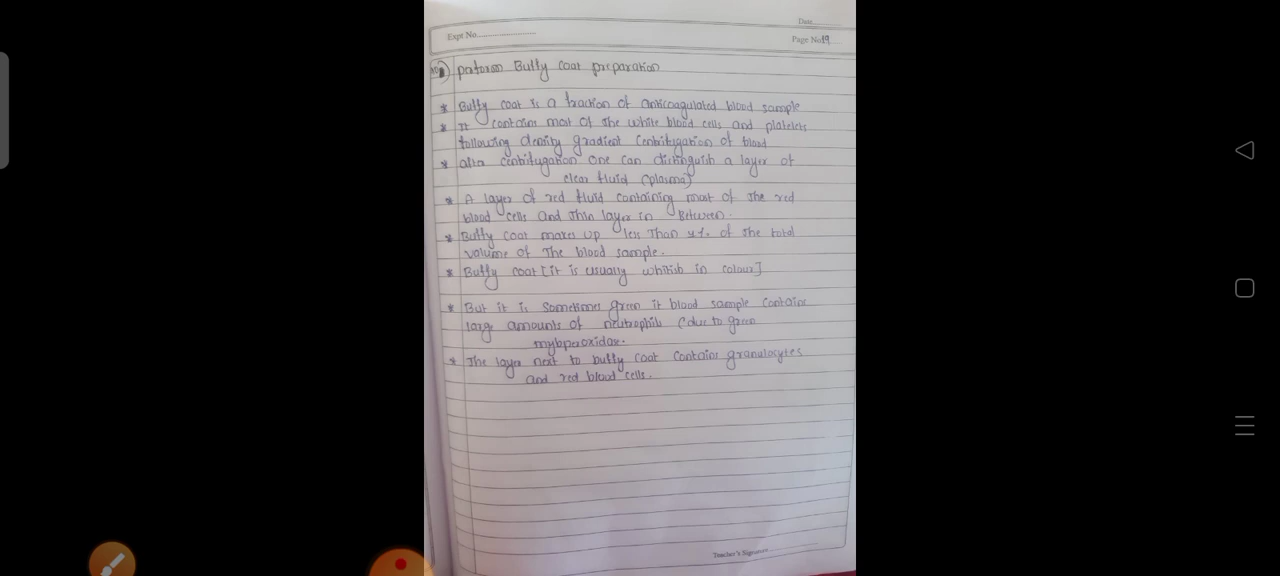 Date
Expt No.
Page No. 19
Perform Buffy coat preparation
* Buffy coat is a fraction of anticoagulated blood sample
* It contains most of the white blood cells and platelets
following density gradient centrifugation of blood
* after centrifugation one can distinguish a layer of
clear fluid (plasma)
* A layer of red fluid containing most of the red
blood cells and thin layer in Between.
* Buffy coat makes up less than 1% of the total
volume of the blood sample.
* Buffy coat [it is usually whitish in colour]
* But it is sometimes green if blood sample contains
large amounts of neutrophils (due to green
myloperoxidase.
* The layer next to buffy coat contains granulocytes
and red blood cells.
Teacher's Signature